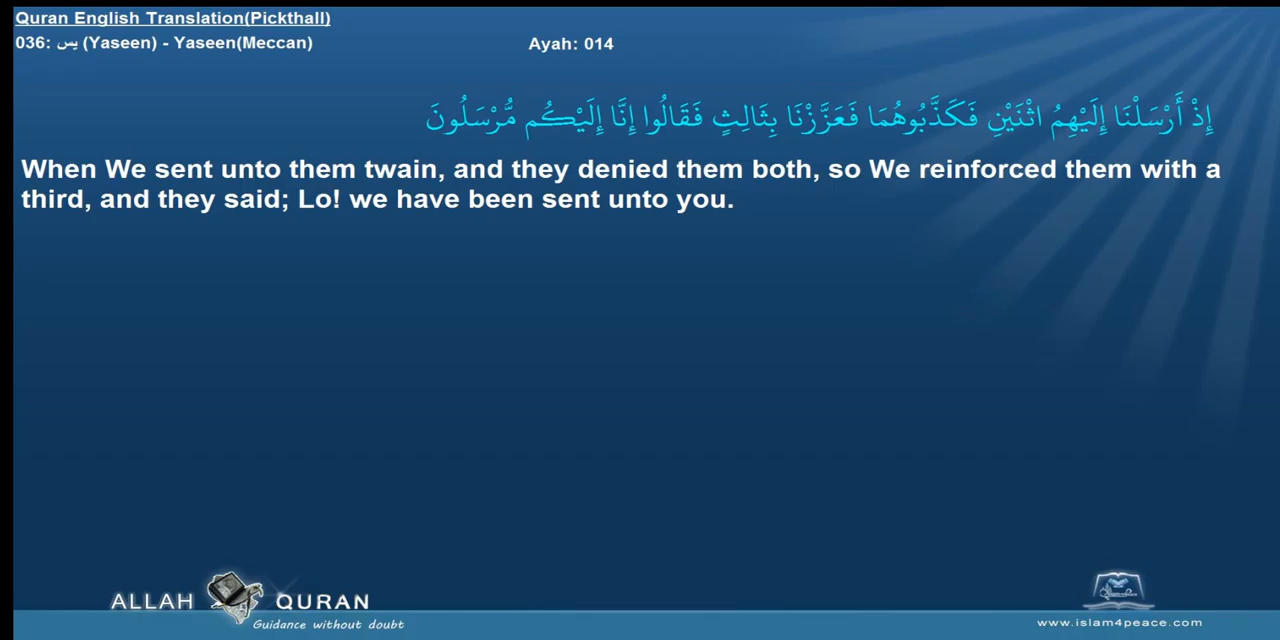 Quran English Translation(Pickthall)
036: يس (Yaseen) - Yaseen(Meccan)
Ayah: 014
إِذْ أَرْسَلْنَا إِلَيْهِمُ اثْنَيْنِ فَكَذَّبُوهُمَا فَعَزَّزْنَا بِثَالِثٍ فَقَالُوا إِنَّا إِلَيْكُم مُّرْسَلُونَ
When We sent unto them twain, and they denied them both, so We reinforced them with a
third, and they said; Lo! we have been sent unto you.
ALLAH QURAN
Guidance without doubt
www.islam4peace.com